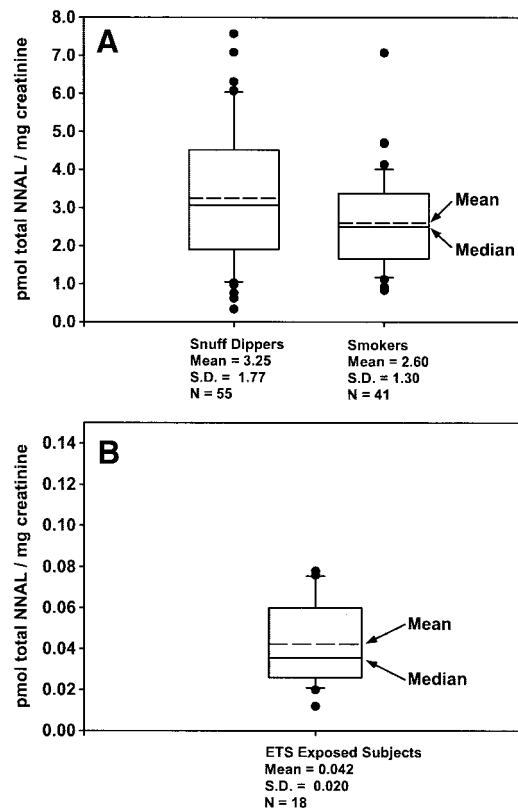 A
pmol total NNAL / mg creatinine
8.0
7.0
6.0
5.0
4.0
3.0
2.0
1.0
0.0
Mean
Median
Snuff Dippers
Mean = 3.25
S.D. = 1.77
N = 55
Smokers
Mean = 2.60
S.D. = 1.30
N = 41
B
pmol total NNAL / mg creatinine
0.14
0.12
0.10
0.08
0.06
0.04
0.02
0.00
Mean
Median
ETS Exposed Subjects
Mean = 0.042
S.D. = 0.020
N = 18